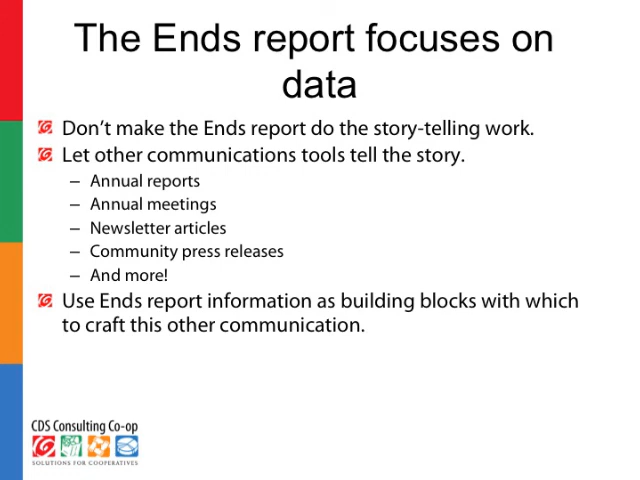 The Ends report focuses on
data
Don’t make the Ends report do the story-telling work.
Let other communications tools tell the story.
– Annual reports
– Annual meetings
– Newsletter articles
– Community press releases
– And more!
Use Ends report information as building blocks with which
to craft this other communication.
CDS Consulting Co-op
SOLUTIONS FOR COOPERATIVES